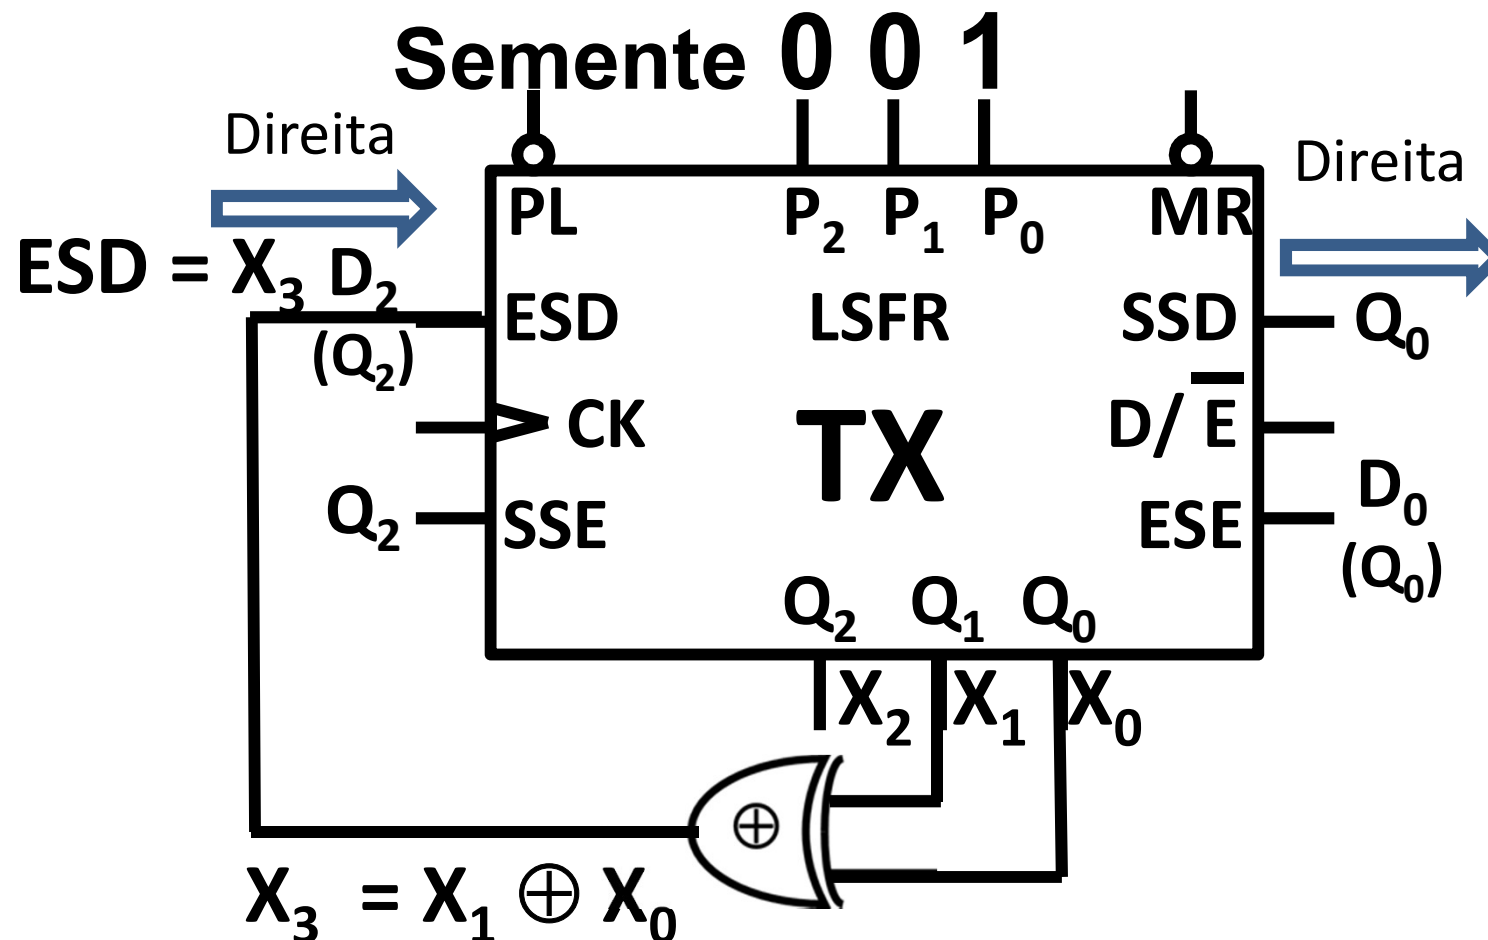 Semente 0 0 1
Direita
Direita
PL P2 P1 P0 MR
ESD = X3 D2
(Q2)
ESD LSFR SSD Q0
CK TX D/ E̅
Q2 SSE ESE D0
(Q0)
Q2 Q1 Q0
X2 X1 X0
⊕
X3 = X1 ⊕ X0